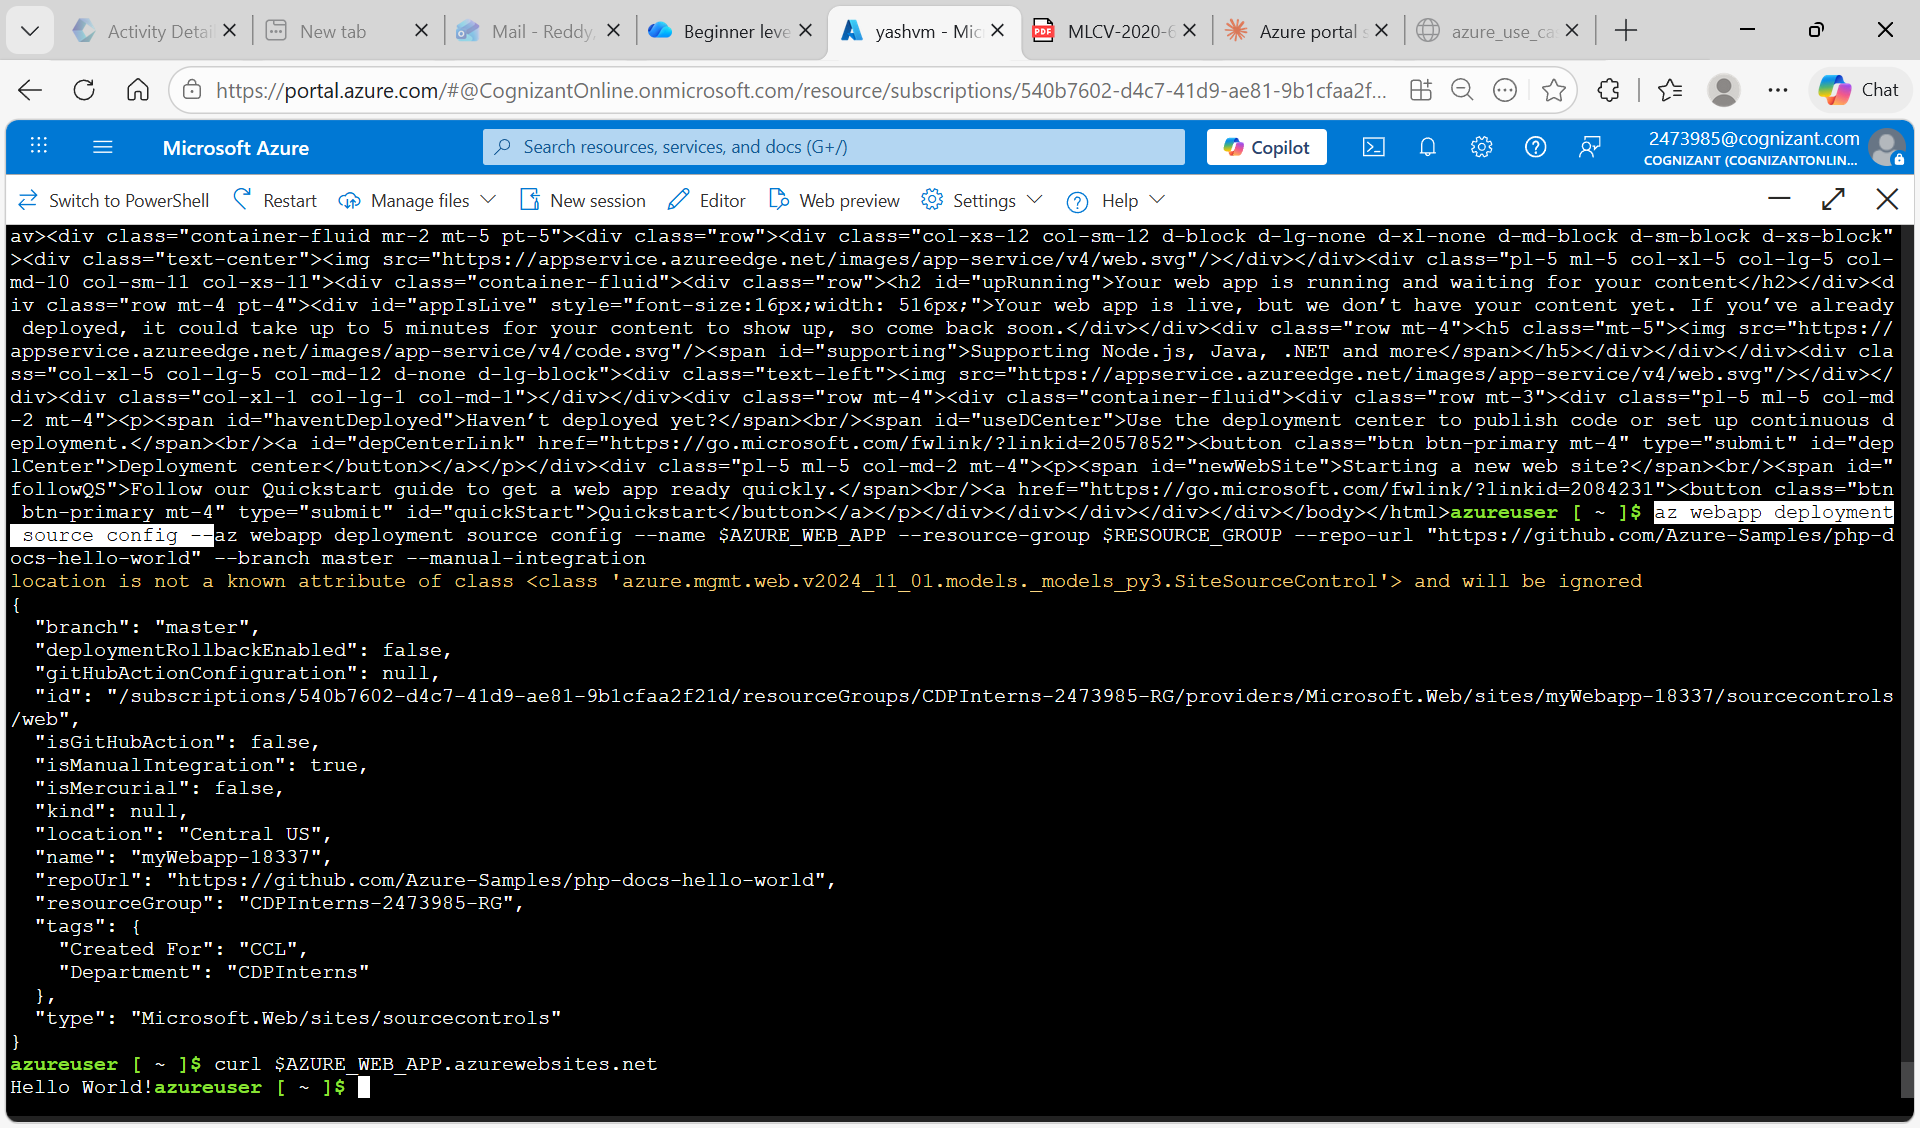 Activity Detai
New tab
Mail - Reddy,
Beginner leve
yashvm - Mic
PDF
MLCV-2020-6
Azure portal s
azure_use_ca
https://portal.azure.com/#@CognizantOnline.onmicrosoft.com/resource/subscriptions/540b7602-d4c7-41d9-ae81-9b1cfaa2f...
Chat
Microsoft Azure
Search resources, services, and docs (G+/)
Copilot
2473985@cognizant.com
COGNIZANT (COGNIZANTONLIN...
Switch to PowerShell
Restart
Manage files
New session
Editor
Web preview
Settings
Help
av><div class="container-fluid mr-2 mt-5 pt-5"><div class="row"><div class="col-xs-12 col-sm-12 d-block d-lg-none d-xl-none d-md-block d-sm-block d-xs-block"
><div class="text-center"><img src="https://appservice.azureedge.net/images/app-service/v4/web.svg"/></div></div><div class="pl-5 ml-5 col-xl-5 col-lg-5 col-
md-10 col-sm-11 col-xs-11"><div class="container-fluid"><div class="row"><h2 id="upRunning">Your web app is running and waiting for your content</h2></div><d
iv class="row mt-4 pt-4"><div id="appIsLive" style="font-size:16px;width: 516px;">Your web app is live, but we don’t have your content yet. If you’ve already
 deployed, it could take up to 5 minutes for your content to show up, so come back soon.</div></div><div class="row mt-4"><h5 class="mt-5"><img src="https://
appservice.azureedge.net/images/app-service/v4/code.svg"/><span id="supporting">Supporting Node.js, Java, .NET and more</span></h5></div></div></div><div cla
ss="col-xl-5 col-lg-5 col-md-12 d-none d-lg-block"><div class="text-left"><img src="https://appservice.azureedge.net/images/app-service/v4/web.svg"/></div></
div><div class="col-xl-1 col-lg-1 col-md-1"></div></div><div class="row mt-4"><div class="container-fluid"><div class="row mt-3"><div class="pl-5 ml-5 col-md
-2 mt-4"><p><span id="haventDeployed">Haven’t deployed yet?</span><br/><span id="useDCenter">Use the deployment center to publish code or set up continuous d
eployment.</span><br/><a id="depCenterLink" href="https://go.microsoft.com/fwlink/?linkid=2057852"><button class="btn btn-primary mt-4" type="submit" id="dep
lCenter">Deployment center</button></a></p></div><div class="pl-5 ml-5 col-md-2 mt-4"><p><span id="newWebSite">Starting a new web site?</span><br/><span id="
followQS">Follow our Quickstart guide to get a web app ready quickly.</span><br/><a href="https://go.microsoft.com/fwlink/?linkid=2084231"><button class="btn
 btn-primary mt-4" type="submit" id="quickStart">Quickstart</button></a></p></div></div></div></div></div></body></html>azureuser [ ~ ]$ az webapp deployment
 source config --az webapp deployment source config --name $AZURE_WEB_APP --resource-group $RESOURCE_GROUP --repo-url "https://github.com/Azure-Samples/php-d
ocs-hello-world" --branch master --manual-integration
location is not a known attribute of class <class 'azure.mgmt.web.v2024_11_01.models._models_py3.SiteSourceControl'> and will be ignored
{
  "branch": "master",
  "deploymentRollbackEnabled": false,
  "gitHubActionConfiguration": null,
  "id": "/subscriptions/540b7602-d4c7-41d9-ae81-9b1cfaa2f21d/resourceGroups/CDPInterns-2473985-RG/providers/Microsoft.Web/sites/myWebapp-18337/sourcecontrols
/web",
  "isGitHubAction": false,
  "isManualIntegration": true,
  "isMercurial": false,
  "kind": null,
  "location": "Central US",
  "name": "myWebapp-18337",
  "repoUrl": "https://github.com/Azure-Samples/php-docs-hello-world",
  "resourceGroup": "CDPInterns-2473985-RG",
  "tags": {
    "Created For": "CCL",
    "Department": "CDPInterns"
  },
  "type": "Microsoft.Web/sites/sourcecontrols"
}
azureuser [ ~ ]$ curl $AZURE_WEB_APP.azurewebsites.net
Hello World!azureuser [ ~ ]$